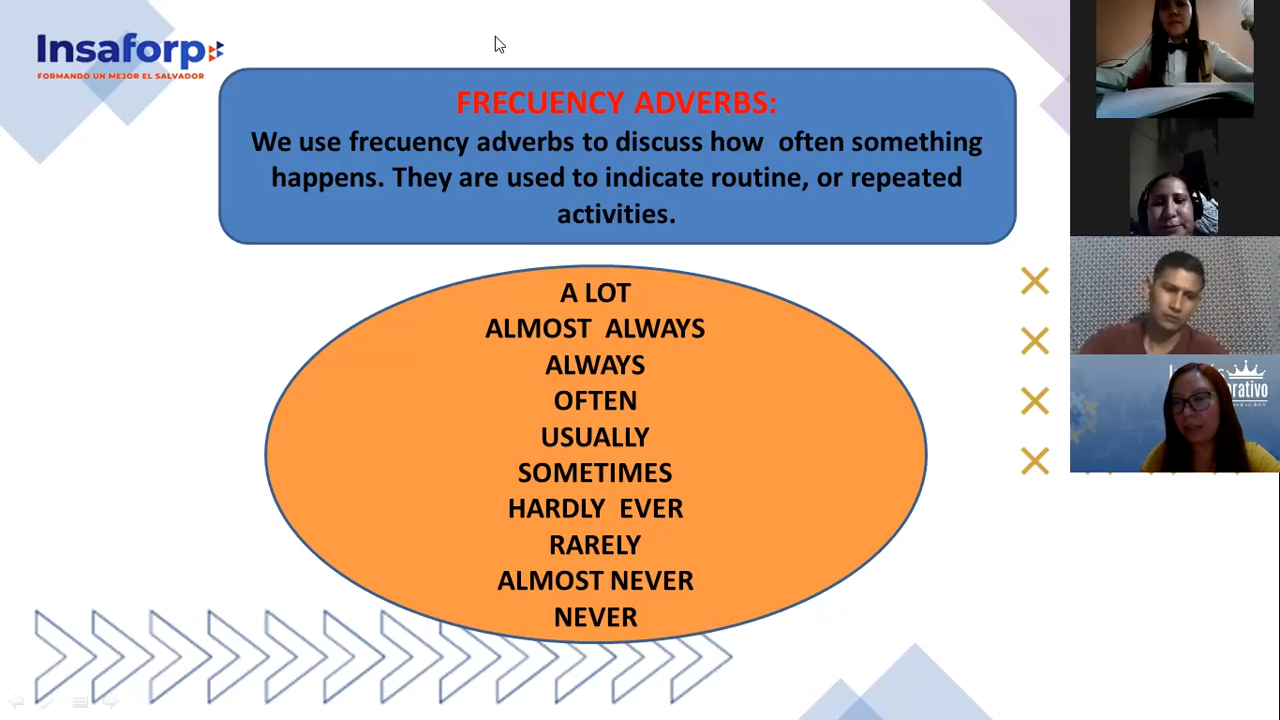 Insaforp
FORMANDO UN MEJOR EL SALVADOR
FRECUENCY ADVERBS:
We use frecuency adverbs to discuss how often something
happens. They are used to indicate routine, or repeated
activities.
A LOT
ALMOST ALWAYS
ALWAYS
OFTEN
USUALLY
SOMETIMES
HARDLY EVER
RARELY
ALMOST NEVER
NEVER